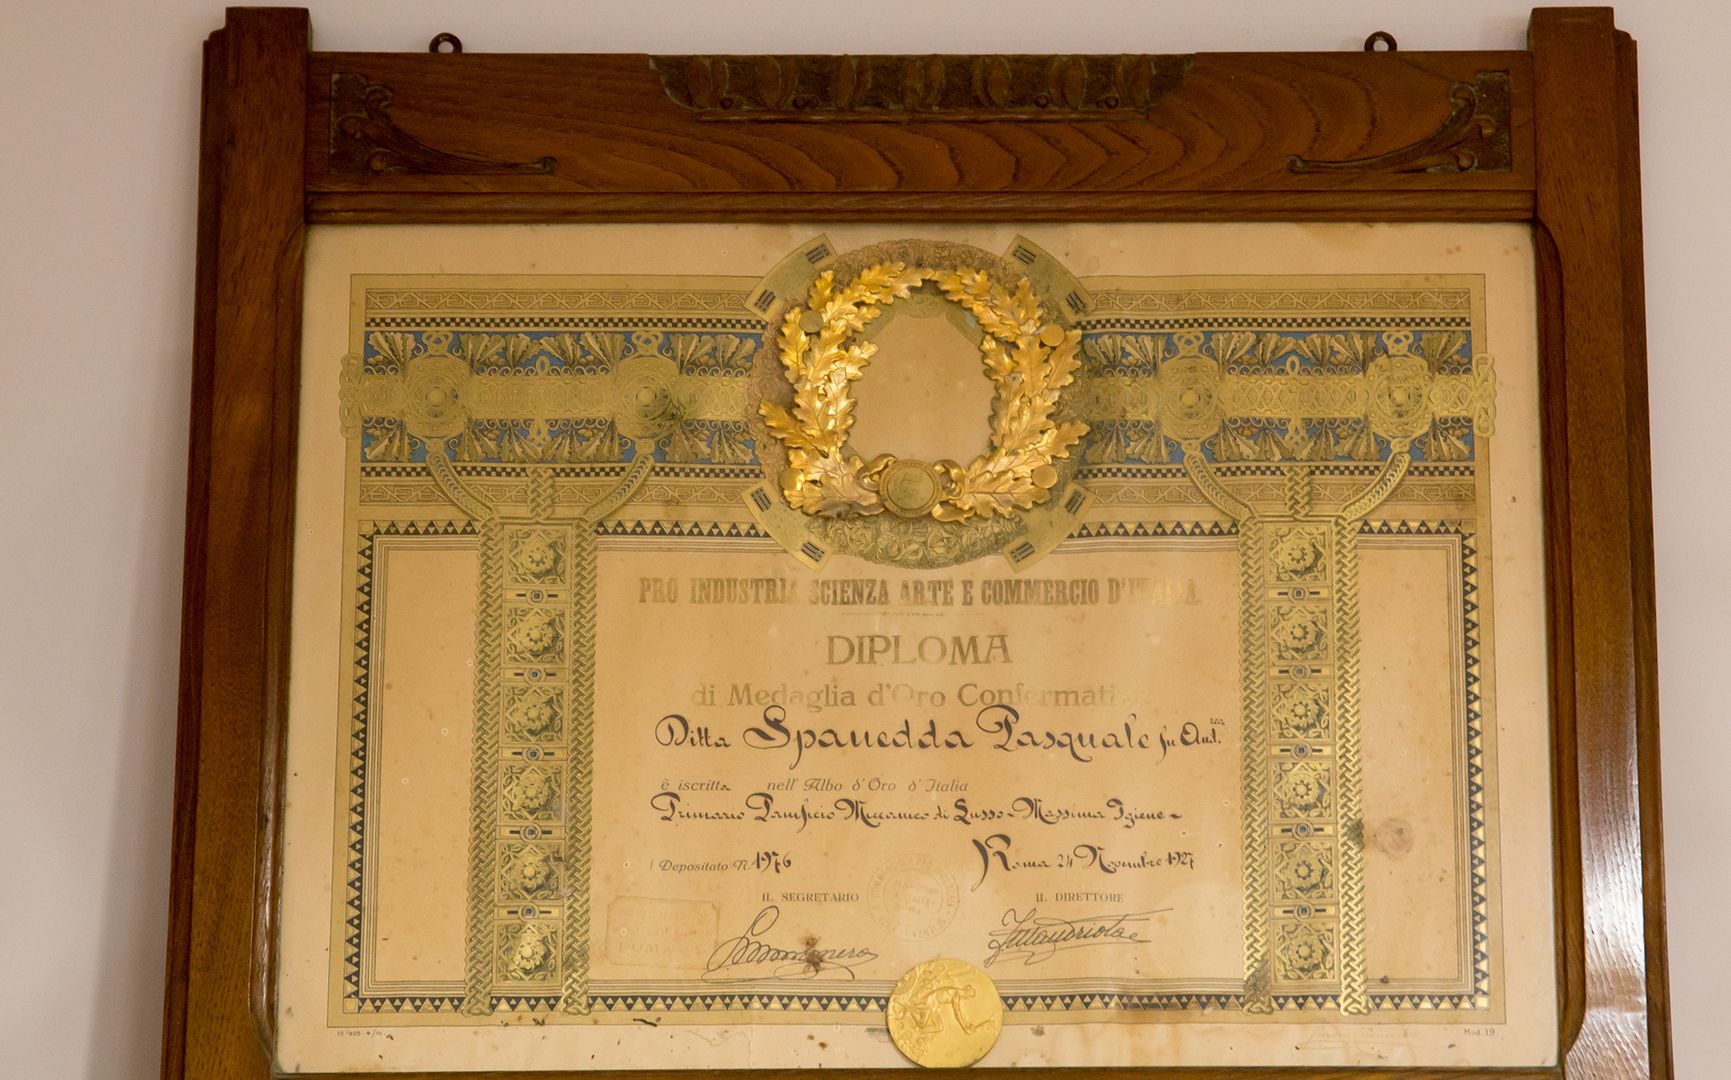 PRO INDUSTRIA SCIENZA ARTE E COMMERCIO D'ITALIA
DIPLOMA
di Medaglia d'Oro Confermativa
Ditta Spanedda Pasquale fu Ant.
è iscritta nell'Albo d'Oro d'Italia
Primario Panificio Meccanico di Lusso - Massima Igiene -
Depositato N. 1976
Roma 24 Novembre 1927
IL SEGRETARIO
IL DIRETTORE
Mod. 19